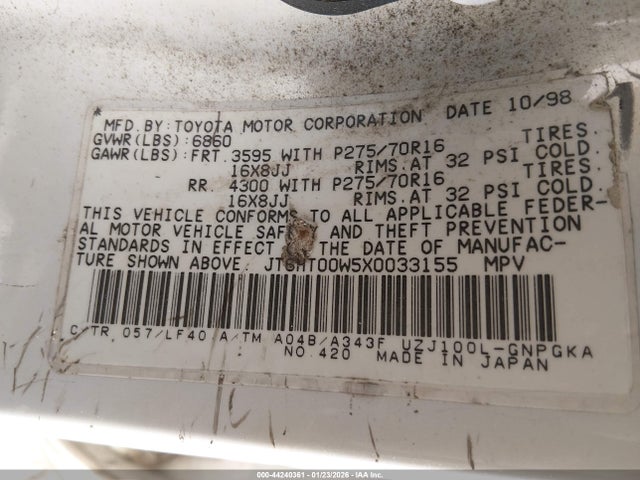 MFD.BY:TOYOTA MOTOR CORPORATION DATE 10/98
GVWR(LBS):6860 TIRES.
GAWR(LBS):FRT.3595 WITH P275/70R16
16X8JJ RIMS.AT 32 PSI COLD.
RR. 4300 WITH P275/70R16 TIRES.
16X8JJ RIMS.AT 32 PSI COLD.
THIS VEHICLE CONFORMS TO ALL APPLICABLE FEDER-
AL MOTOR VEHICLE AND THEFT PREVENTION
STANDARDS IN EFFECT THE DATE OF MANUFAC-
TURE SHOWN ABOVE. MPV
C/TR 057/LF40 A/TM A04B/A343F UZJ100L-GNPGKA
NO.420 MADE IN JAPAN
000-44240361 - 01/23/2026 - IAA Inc.